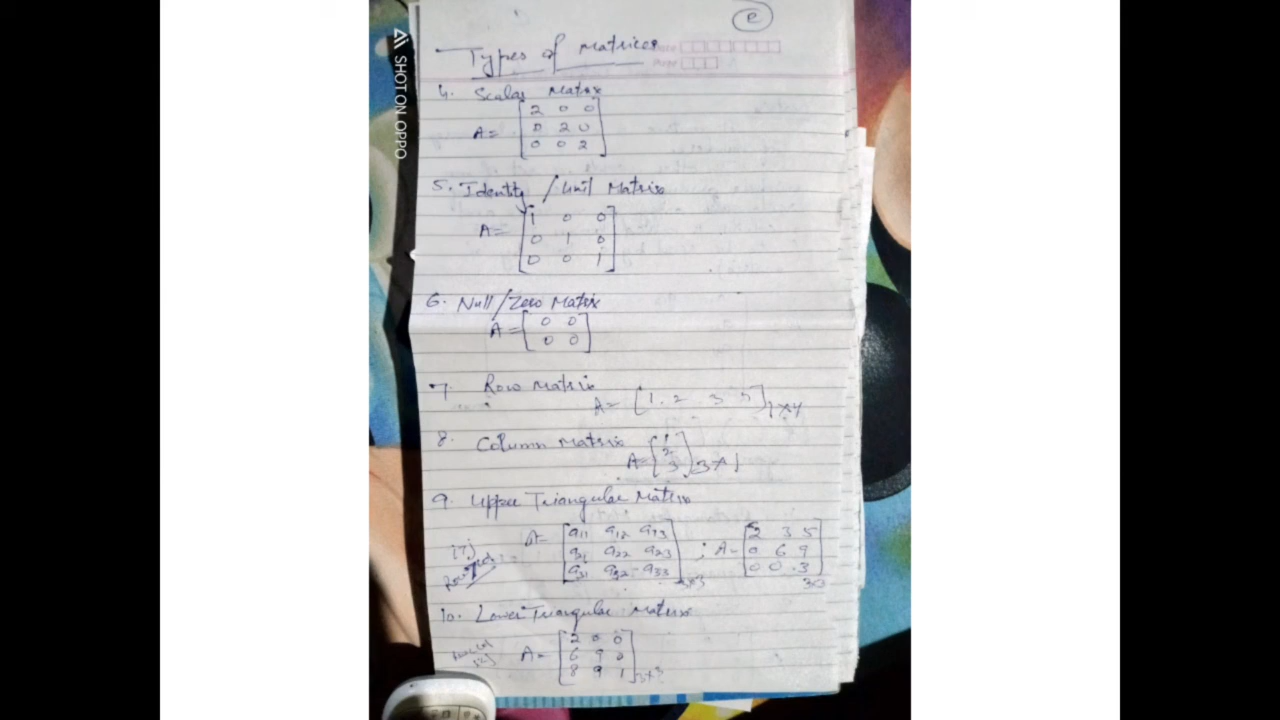 Types of Matrices
4. Scalar Matrix
A = [2 0 0
0 2 0
0 0 2]
5. Identity / Unit Matrix
A = [1 0 0
0 1 0
0 0 1]
6. Null/Zero Matrix
A = [0 0
0 0]
7. Row Matrix
A = [1 2 3 5] 1×4
8. Column Matrix
A = [1
2
3] 3×1
9. Upper Triangular Matrix
A = [a11 a12 a13 ; A = [2 3 5
a21 a22 a23 0 6 9
a31 a32 a33] 3×3 0 0 3]
i>j
10. Lower Triangular Matrix
A = [2 0 0
6 9 0
8 9 1] 3×3
SHOT ON OPPO